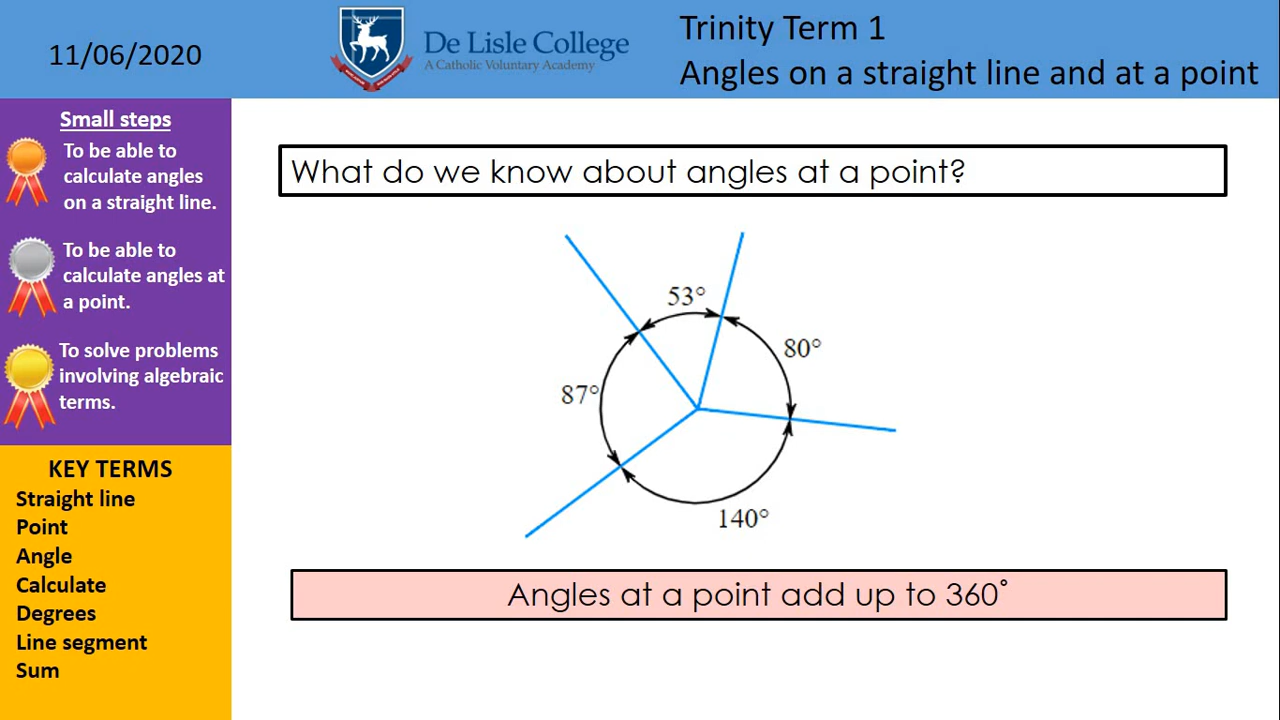 11/06/2020
De Lisle College
A Catholic Voluntary Academy
Trinity Term 1
Angles on a straight line and at a point
Small steps
To be able to
calculate angles
on a straight line.
To be able to
calculate angles at
a point.
To solve problems
involving algebraic
terms.
KEY TERMS
Straight line
Point
Angle
Calculate
Degrees
Line segment
Sum
What do we know about angles at a point?
53°
80°
87°
140°
Angles at a point add up to 360°